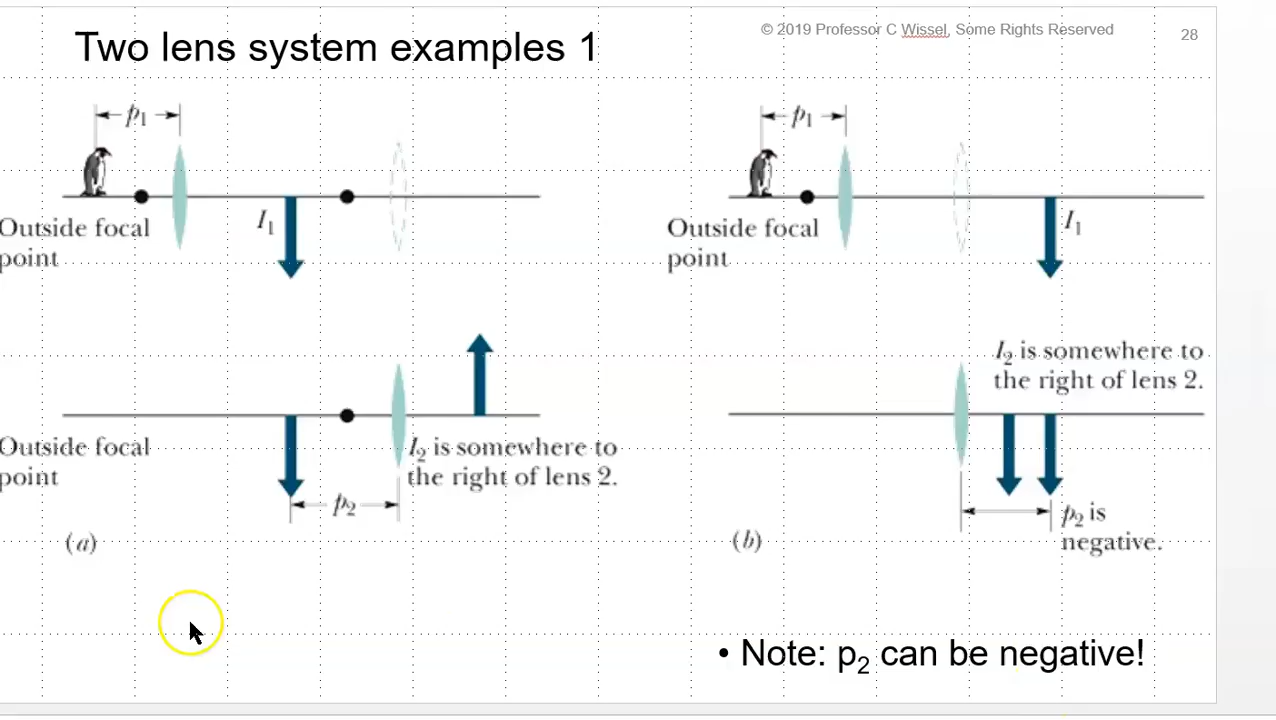 Two lens system examples 1
© 2019 Professor C Wissel, Some Rights Reserved
28
p₁
Outside focal
point
I₁
Outside focal
point
p₂
I₂ is somewhere to
the right of lens 2.
(a)
p₁
Outside focal
point
I₁
I₂ is somewhere to
the right of lens 2.
p₂ is
negative.
(b)
• Note: p₂ can be negative!